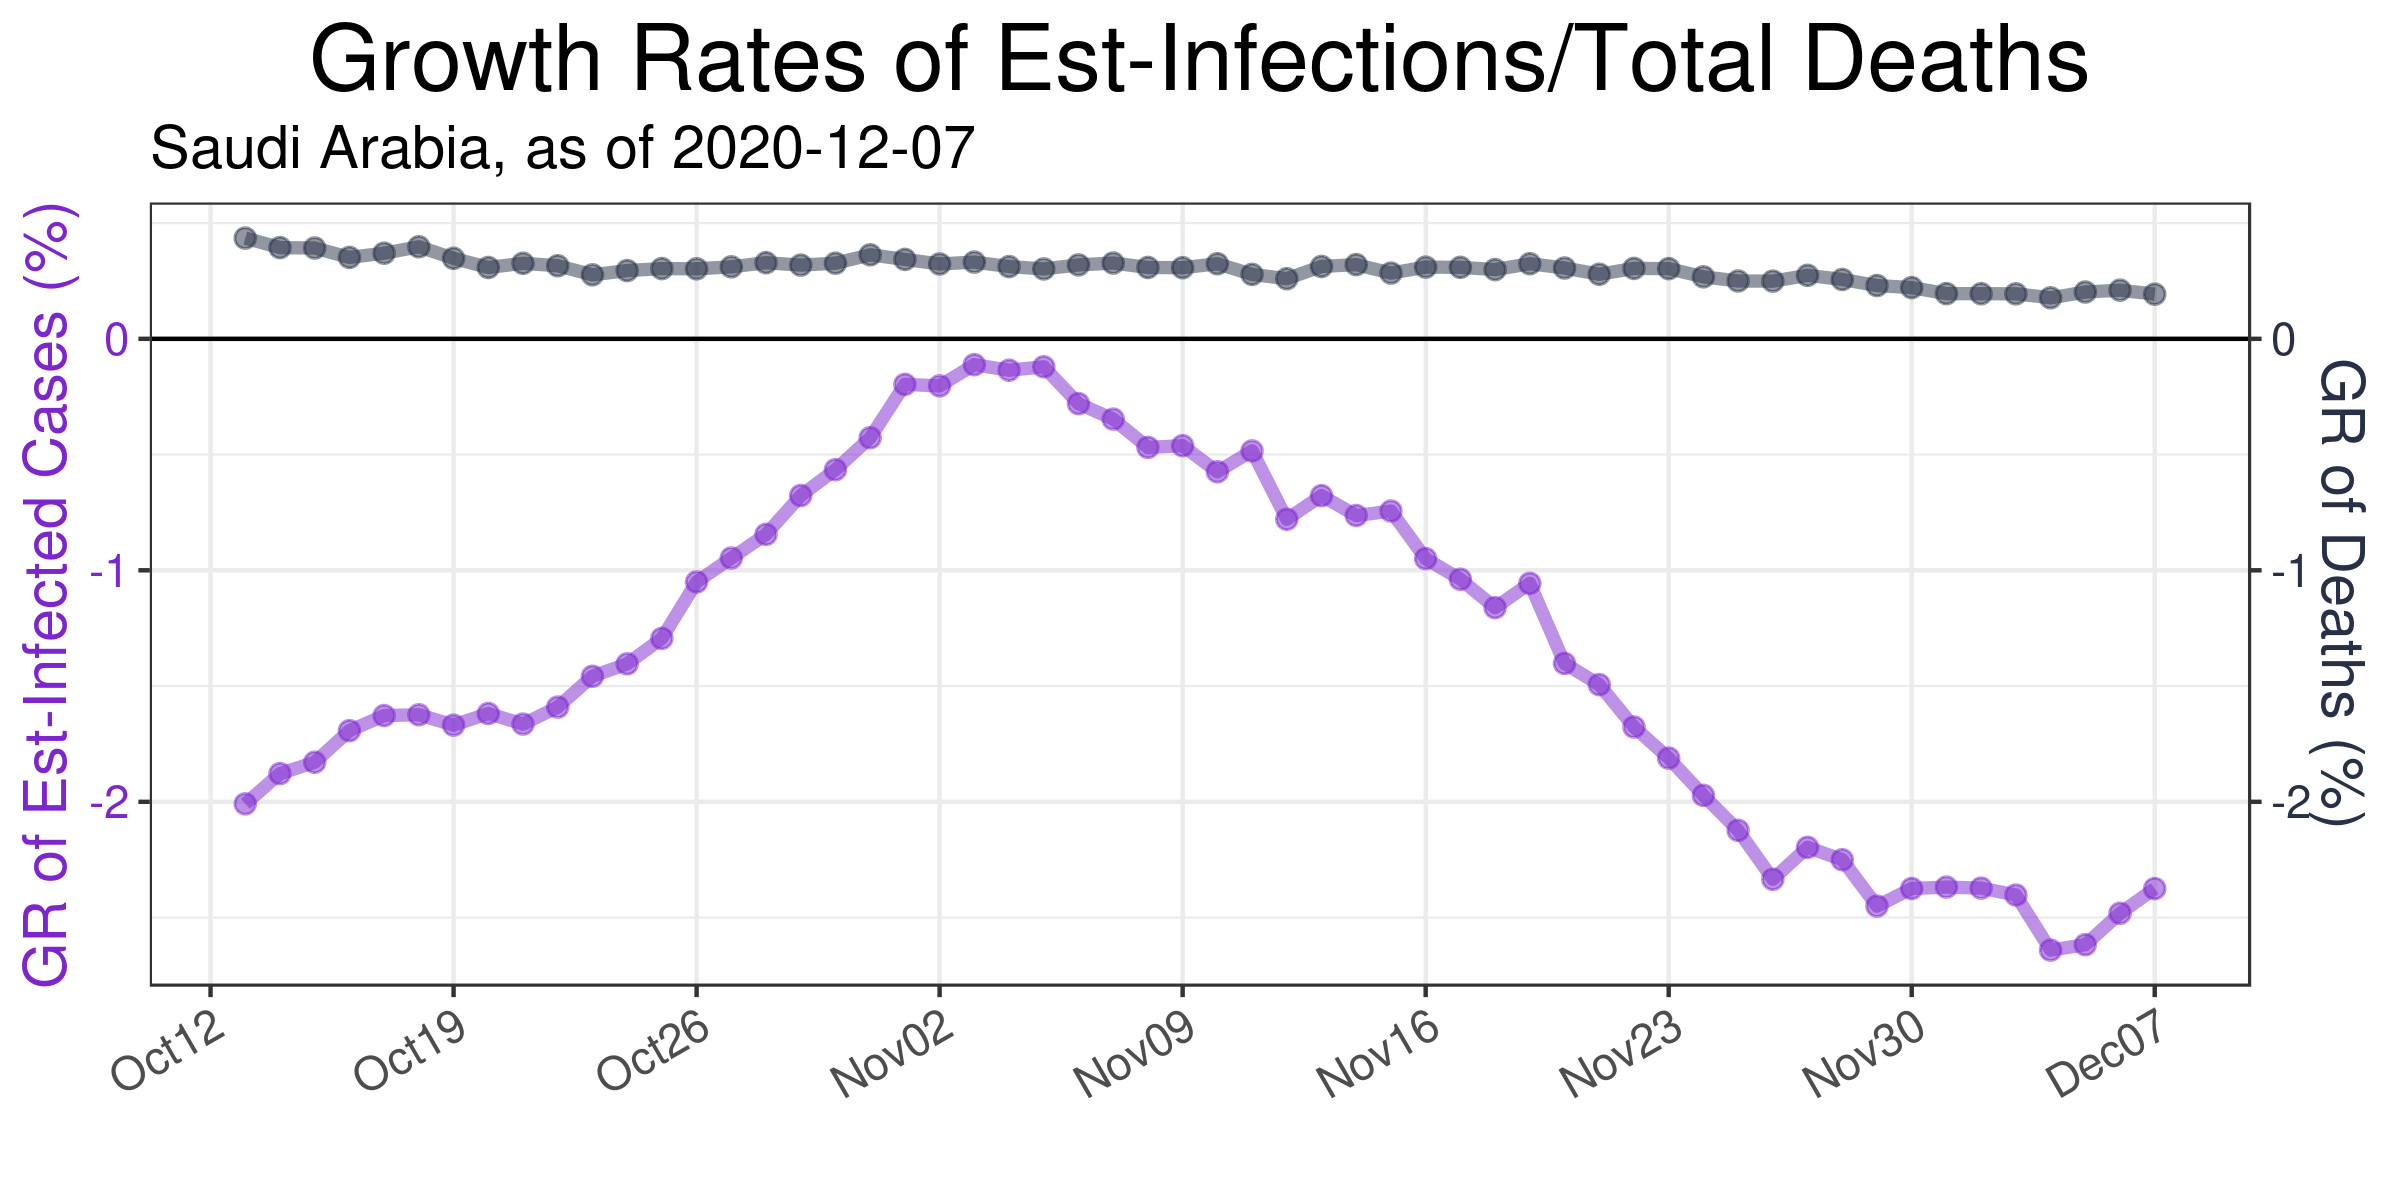 Growth Rates of Est-Infections/Total Deaths
Saudi Arabia, as of 2020-12-07
GR of Est-Infected Cases (%)
0
-1
-2
0
-1
-2
GR of Deaths (%)
Oct12
Oct19
Oct26
Nov02
Nov09
Nov16
Nov23
Nov30
Dec07